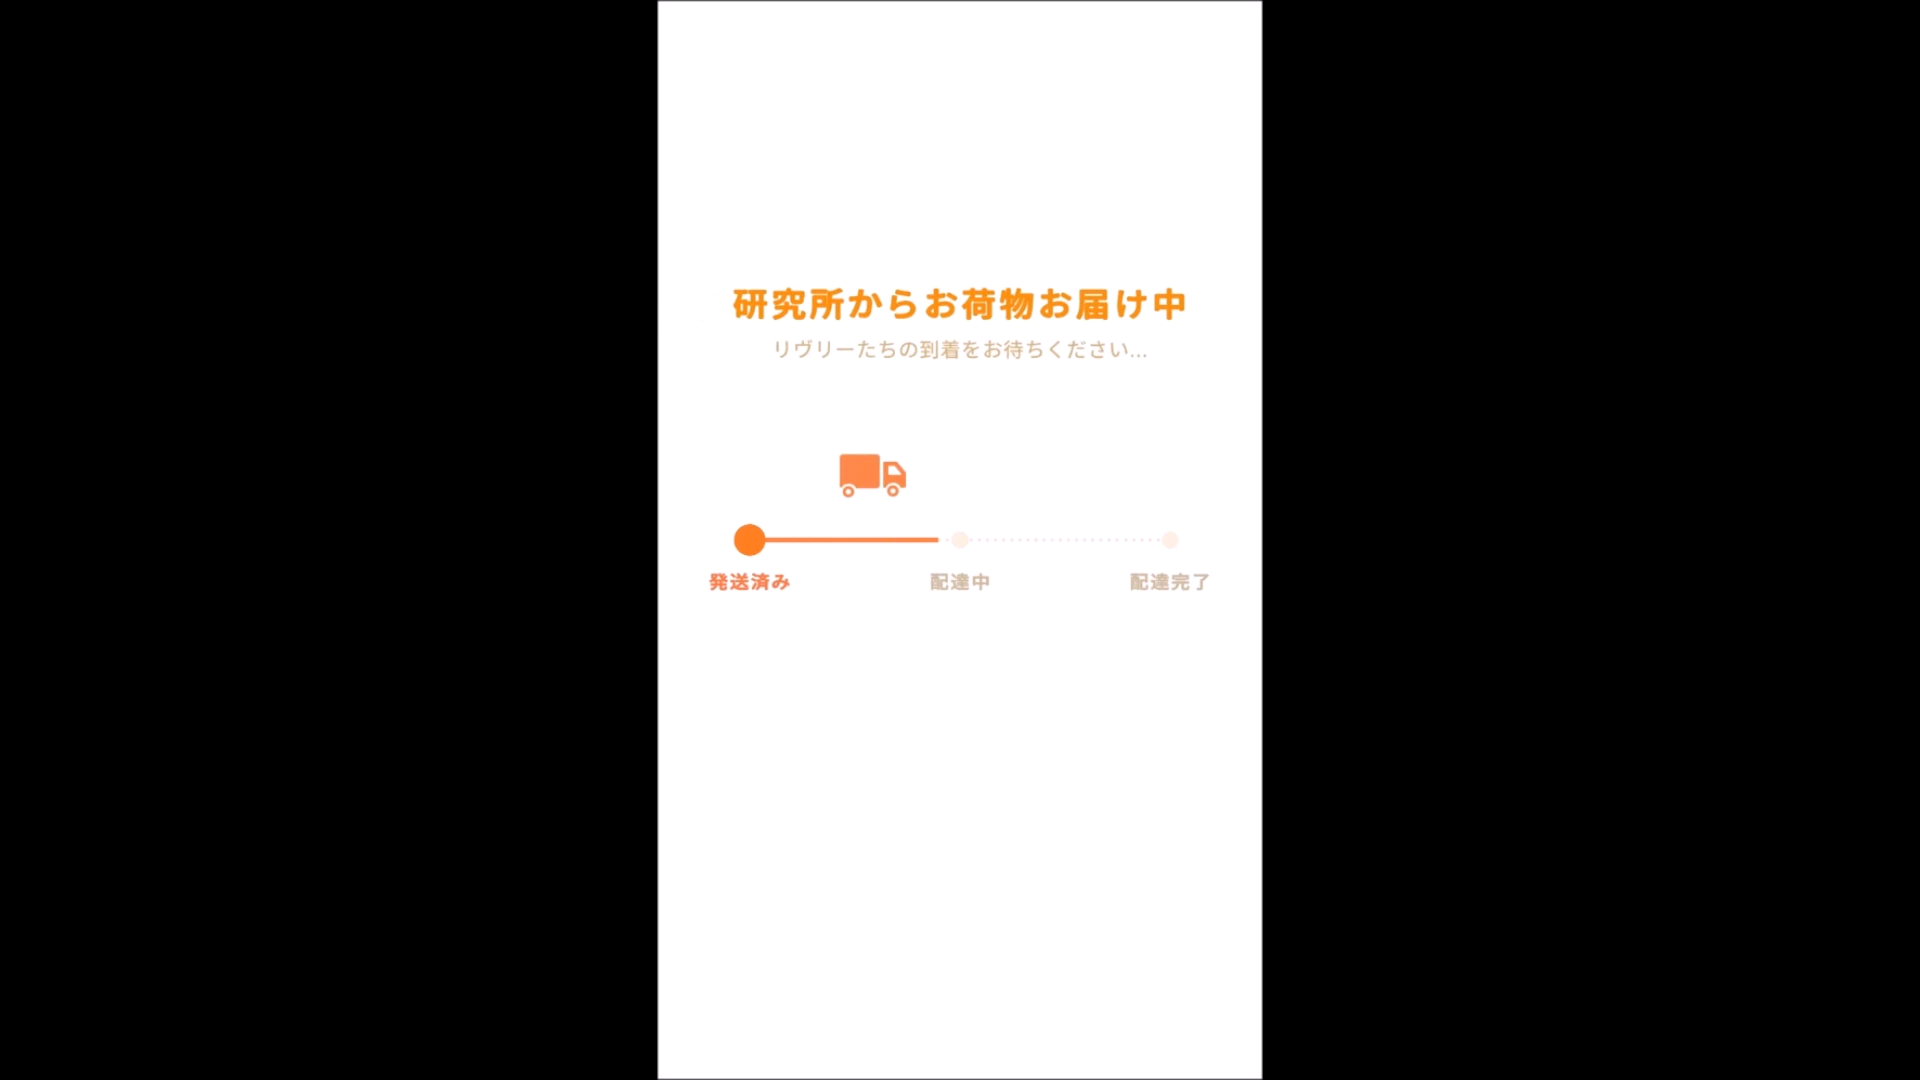 研究所からお荷物お届け中
リヴリーたちの到着をお待ちください...
発送済み
配達中
配達完了